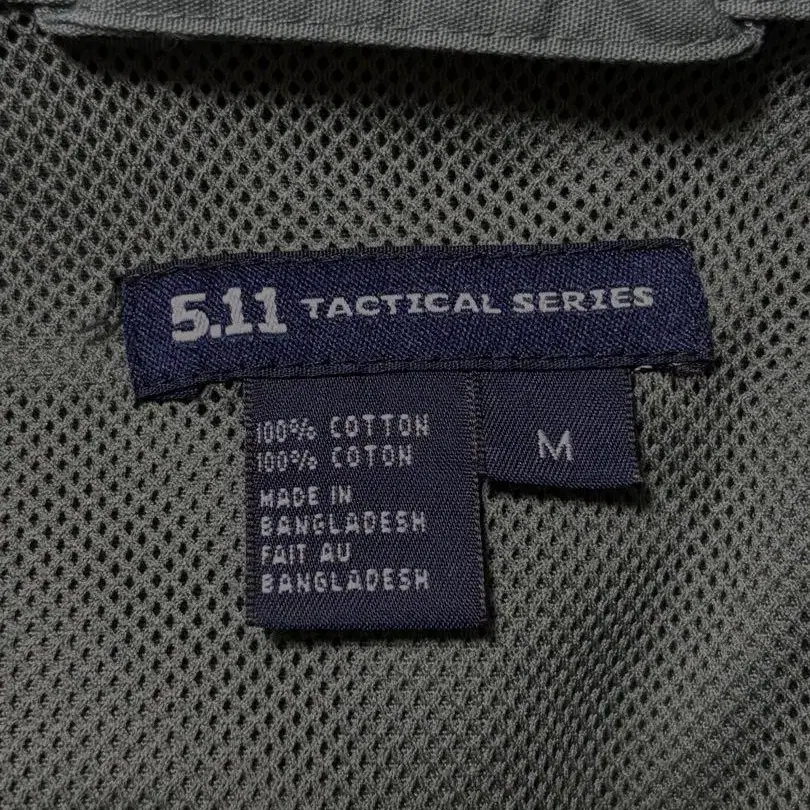 5.11 TACTICAL SERIES
100% COTTON
100% COTON
MADE IN
BANGLADESH
FAIT AU
BANGLADESH
M